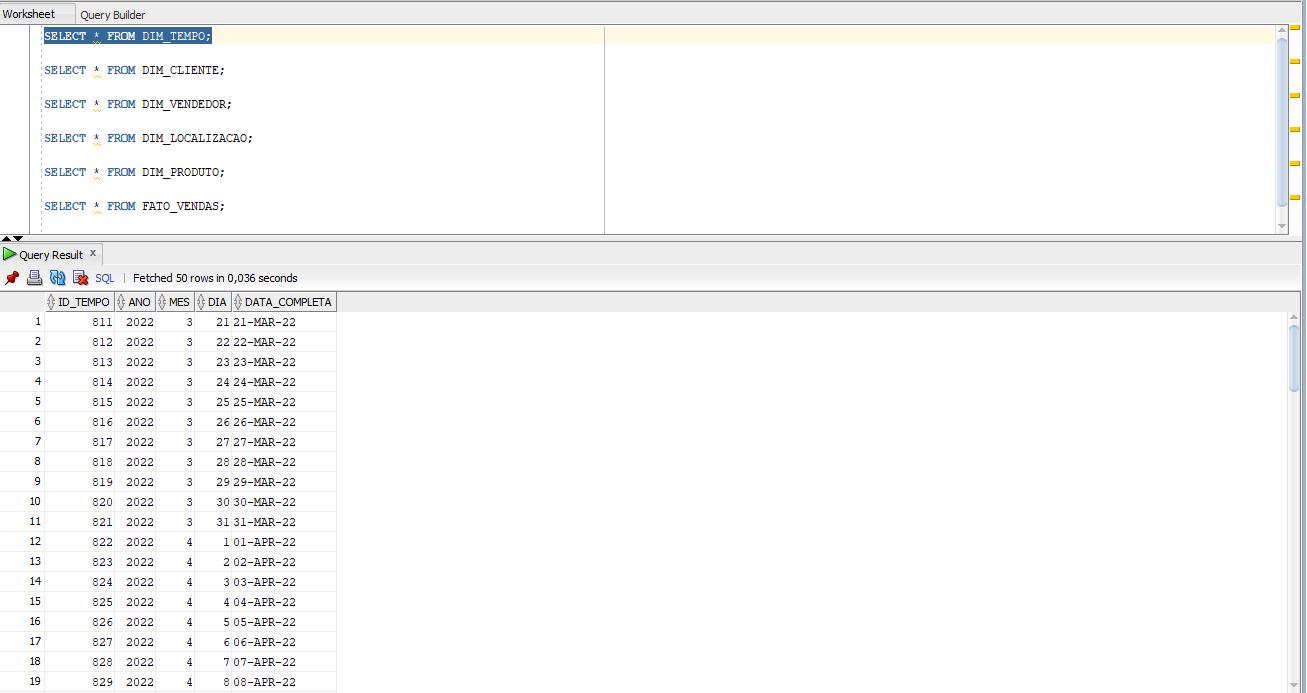 Worksheet Query Builder
SELECT * FROM DIM_TEMPO;
SELECT * FROM DIM_CLIENTE;
SELECT * FROM DIM_VENDEDOR;
SELECT * FROM DIM_LOCALIZACAO;
SELECT * FROM DIM_PRODUTO;
SELECT * FROM FATO_VENDAS;
Query Result x
SQL | Fetched 50 rows in 0,036 seconds
ID_TEMPO ANO MES DIA DATA_COMPLETA
1 811 2022 3 21 21-MAR-22
2 812 2022 3 22 22-MAR-22
3 813 2022 3 23 23-MAR-22
4 814 2022 3 24 24-MAR-22
5 815 2022 3 25 25-MAR-22
6 816 2022 3 26 26-MAR-22
7 817 2022 3 27 27-MAR-22
8 818 2022 3 28 28-MAR-22
9 819 2022 3 29 29-MAR-22
10 820 2022 3 30 30-MAR-22
11 821 2022 3 31 31-MAR-22
12 822 2022 4 1 01-APR-22
13 823 2022 4 2 02-APR-22
14 824 2022 4 3 03-APR-22
15 825 2022 4 4 04-APR-22
16 826 2022 4 5 05-APR-22
17 827 2022 4 6 06-APR-22
18 828 2022 4 7 07-APR-22
19 829 2022 4 8 08-APR-22